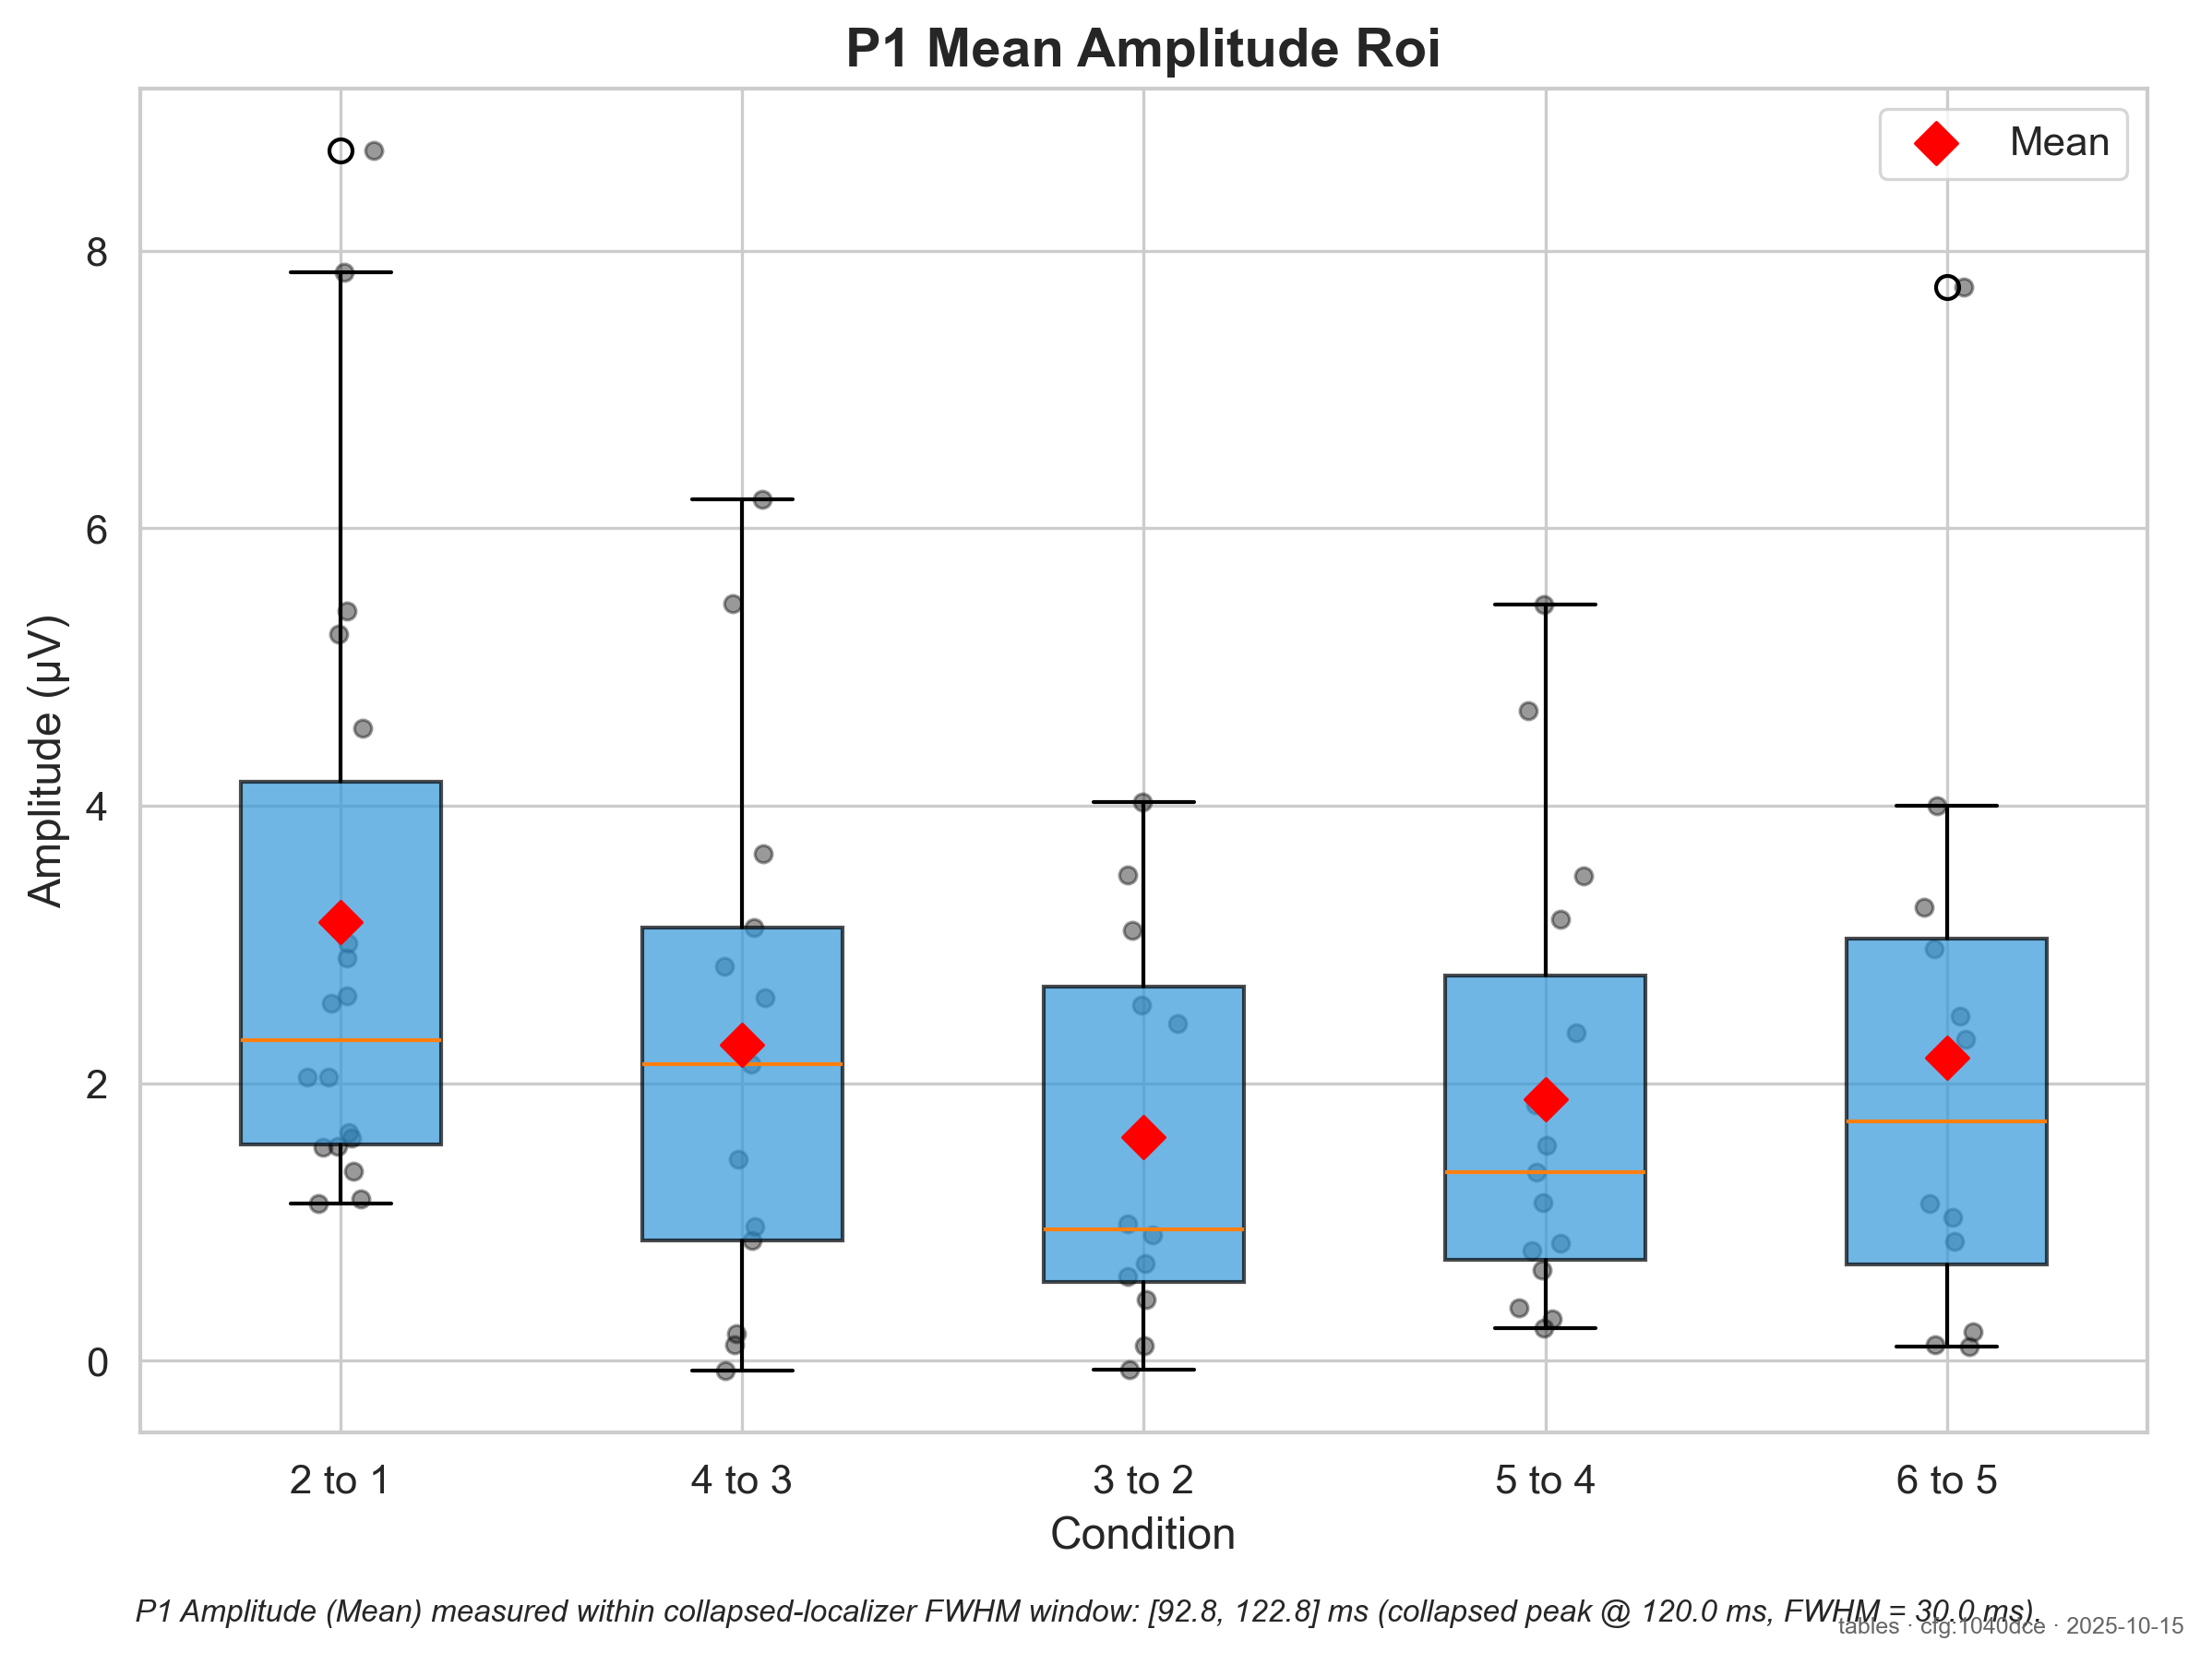 P1 Mean Amplitude Roi
Mean
8
6
4
2
0
Amplitude (µV)
2 to 1
4 to 3
3 to 2
5 to 4
6 to 5
Condition
P1 Amplitude (Mean) measured within collapsed-localizer FWHM window: [92.8, 122.8] ms (collapsed peak @ 120.0 ms, FWHM = 30.0 ms).
tables · cfg:1040dce · 2025-10-15